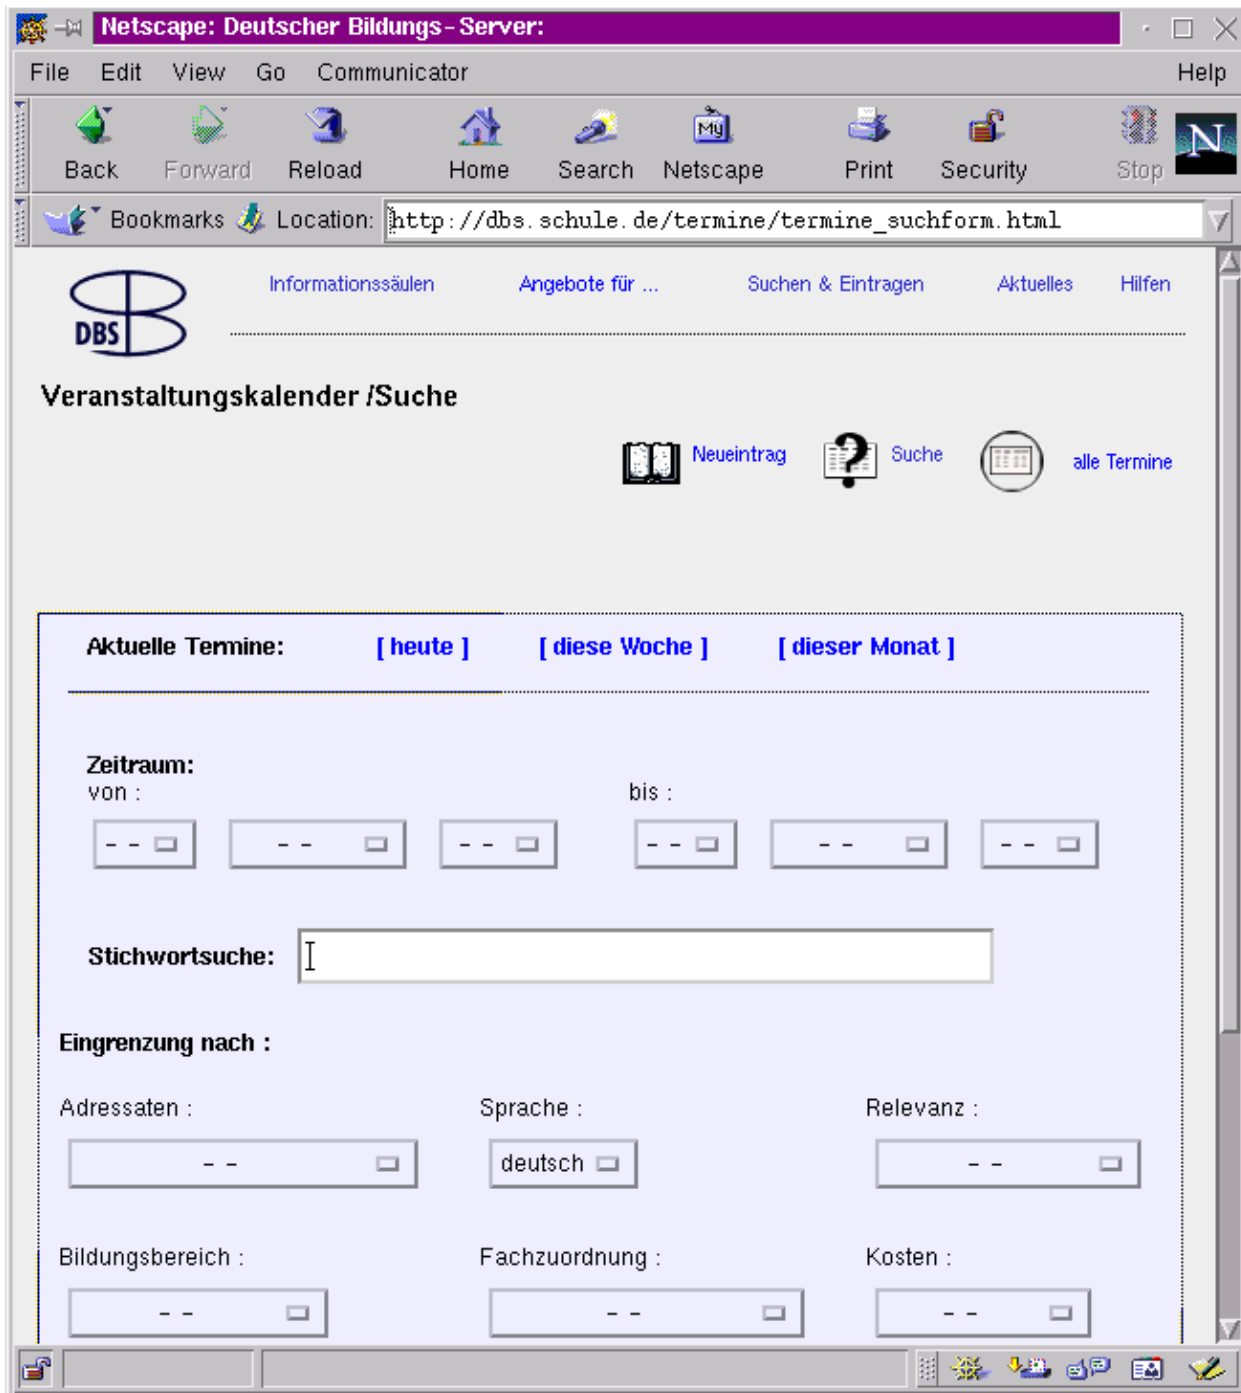 Netscape: Deutscher Bildungs-Server:
File Edit View Go Communicator Help
My N
Back Forward Reload Home Search Netscape Print Security Stop
Bookmarks Location: http://dbs.schule.de/termine/termine_suchform.html
Informationssäulen Angebote für ... Suchen & Eintragen Aktuelles Hilfen
DBS
Veranstaltungskalender /Suche
Neueintrag ? Suche alle Termine
Aktuelle Termine: [ heute ] [ diese Woche ] [ dieser Monat ]
Zeitraum:
von : bis :
- - - - - - - - - - - -
Stichwortsuche:
Eingrenzung nach :
Adressaten : Sprache : Relevanz :
- - deutsch - -
Bildungsbereich : Fachzuordnung : Kosten :
- - - - - -